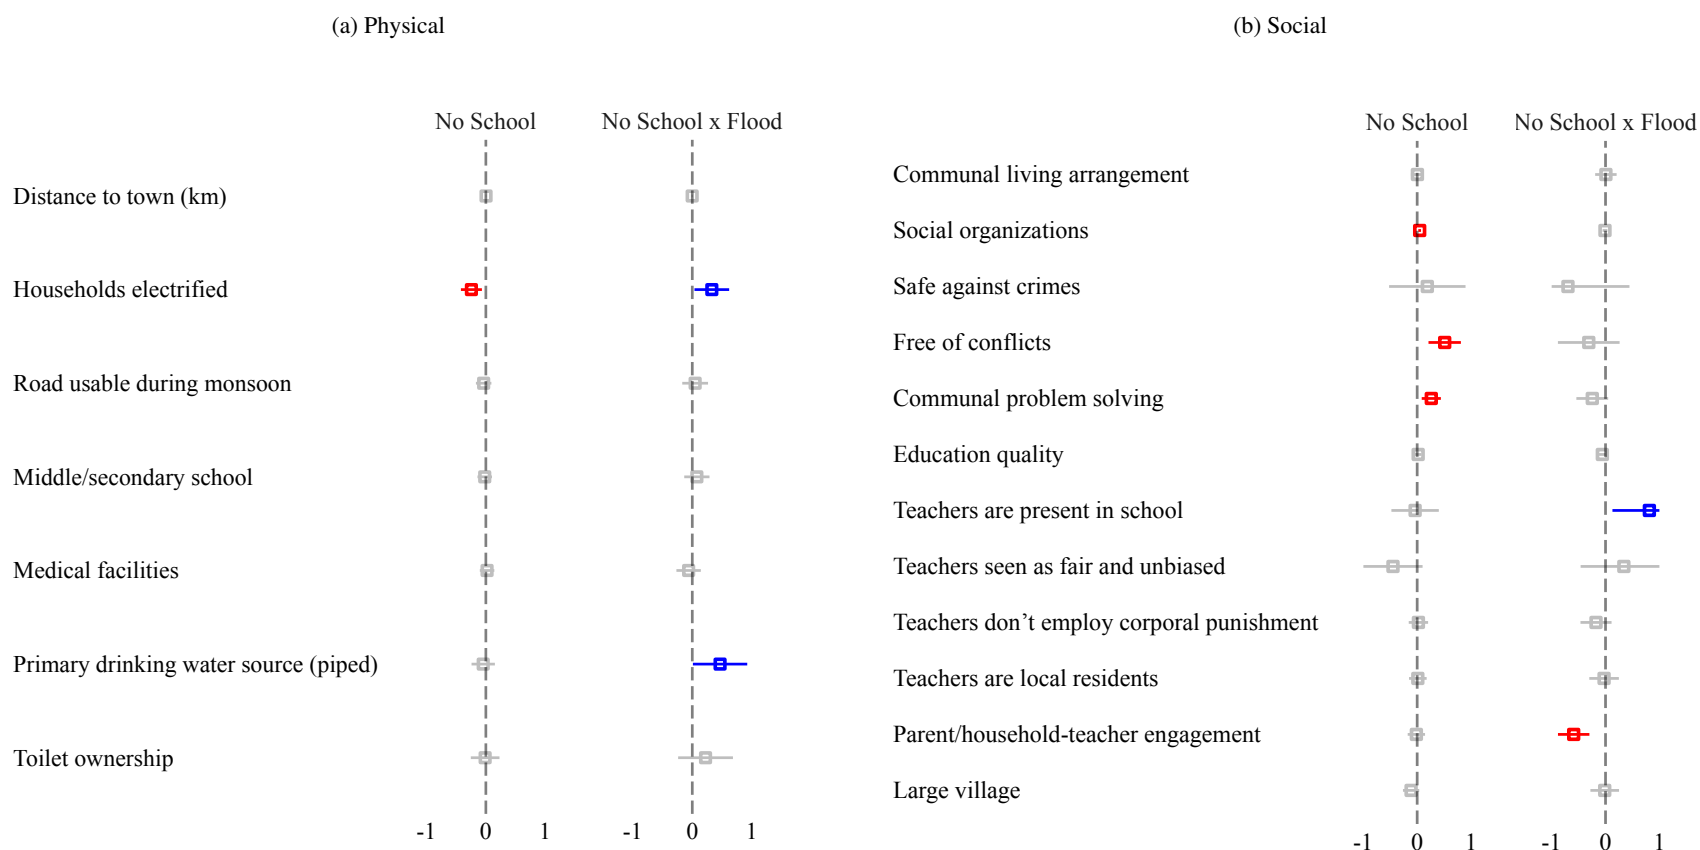 (a) Physical
No School
No School x Flood
Distance to town (km)
Households electrified
Road usable during monsoon
Middle/secondary school
Medical facilities
Primary drinking water source (piped)
Toilet ownership
-1 0 1
-1 0 1
(b) Social
No School
No School x Flood
Communal living arrangement
Social organizations
Safe against crimes
Free of conflicts
Communal problem solving
Education quality
Teachers are present in school
Teachers seen as fair and unbiased
Teachers don’t employ corporal punishment
Teachers are local residents
Parent/household-teacher engagement
Large village
-1 0 1
-1 0 1